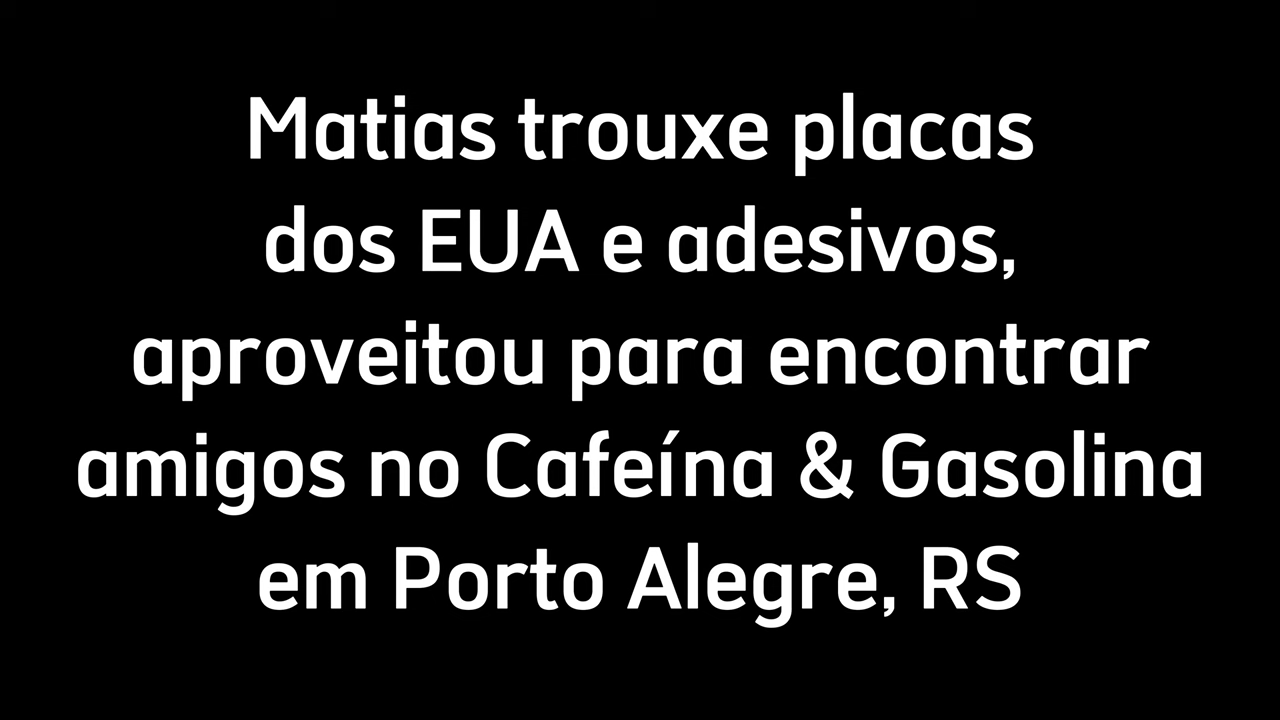 Matias trouxe placas
dos EUA e adesivos,
aproveitou para encontrar
amigos no Cafeína & Gasolina
em Porto Alegre, RS